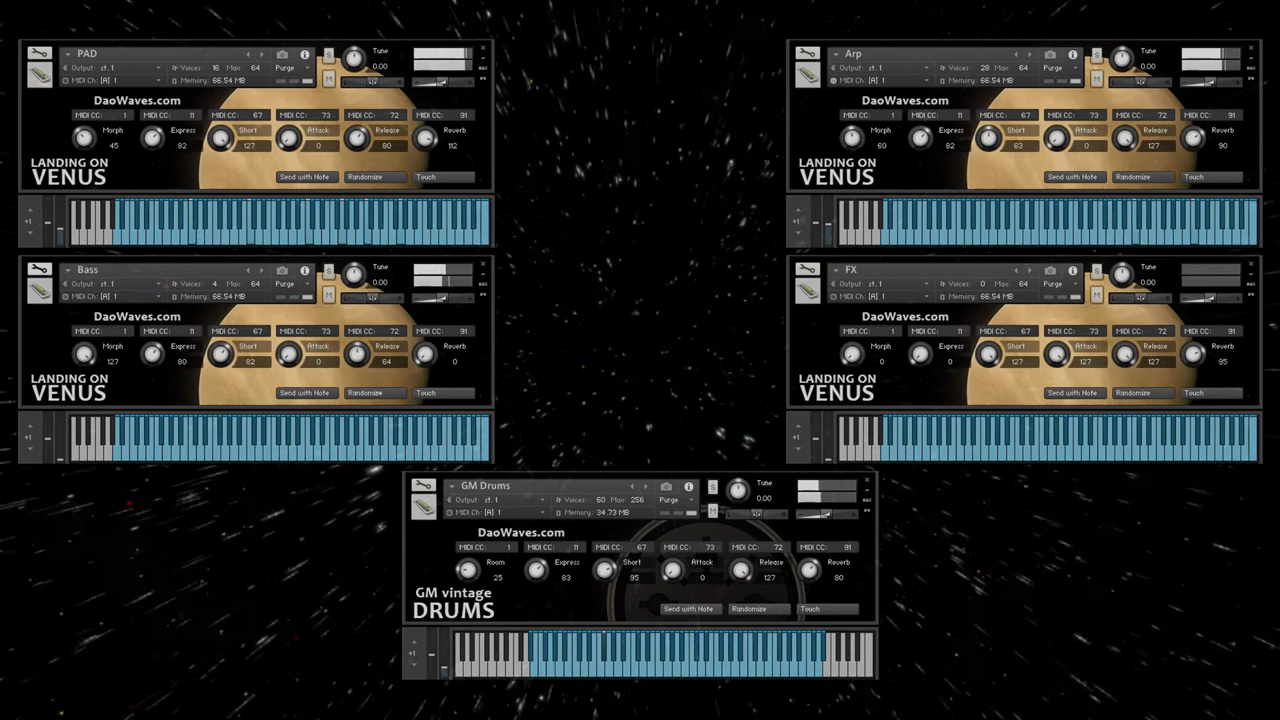 PAD
Tune
Output: st.1 Voices: 16 Max: 64 Purge 0.00
MIDI Ch: [A] 1 Memory: 66.54 MB
DaoWaves.com
MIDI CC: 1 MIDI CC: 11 MIDI CC: 67 MIDI CC: 73 MIDI CC: 72 MIDI CC: 91
Morph Express Short Attack Release Reverb
45 82 127 0 80 112
LANDING ON
VENUS
Send with Note Randomize Touch
+1
Arp
Tune
Output: st.1 Voices: 28 Max: 64 Purge 0.00
MIDI Ch: [A] 1 Memory: 66.54 MB
DaoWaves.com
MIDI CC: 1 MIDI CC: 11 MIDI CC: 67 MIDI CC: 73 MIDI CC: 72 MIDI CC: 91
Morph Express Short Attack Release Reverb
60 82 63 0 127 90
LANDING ON
VENUS
Send with Note Randomize Touch
+1
Bass
Tune
Output: st.1 Voices: 4 Max: 64 Purge 0.00
MIDI Ch: [A] 1 Memory: 66.54 MB
DaoWaves.com
MIDI CC: 1 MIDI CC: 11 MIDI CC: 67 MIDI CC: 73 MIDI CC: 72 MIDI CC: 91
Morph Express Short Attack Release Reverb
127 80 82 0 64 0
LANDING ON
VENUS
Send with Note Randomize Touch
+1
FX
Tune
Output: st.1 Voices: 0 Max: 64 Purge 0.00
MIDI Ch: [A] 1 Memory: 66.54 MB
DaoWaves.com
MIDI CC: 1 MIDI CC: 11 MIDI CC: 67 MIDI CC: 73 MIDI CC: 72 MIDI CC: 91
Morph Express Short Attack Release Reverb
0 0 127 127 127 95
LANDING ON
VENUS
Send with Note Randomize Touch
+1
GM Drums
Tune
Output: st.1 Voices: 60 Max: 256 Purge 0.00
MIDI Ch: [A] 1 Memory: 34.73 MB
DaoWaves.com
MIDI CC: 1 MIDI CC: 11 MIDI CC: 67 MIDI CC: 73 MIDI CC: 72 MIDI CC: 91
Room Express Short Attack Release Reverb
25 83 95 0 127 80
GM vintage
DRUMS
Send with Note Randomize Touch
+1